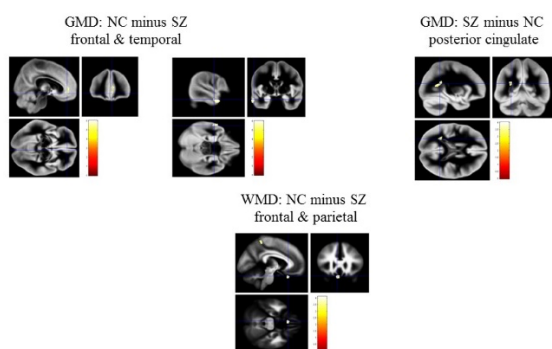 GMD: NC minus SZ
frontal & temporal
GMD: SZ minus NC
posterior cingulate
WMD: NC minus SZ
frontal & parietal